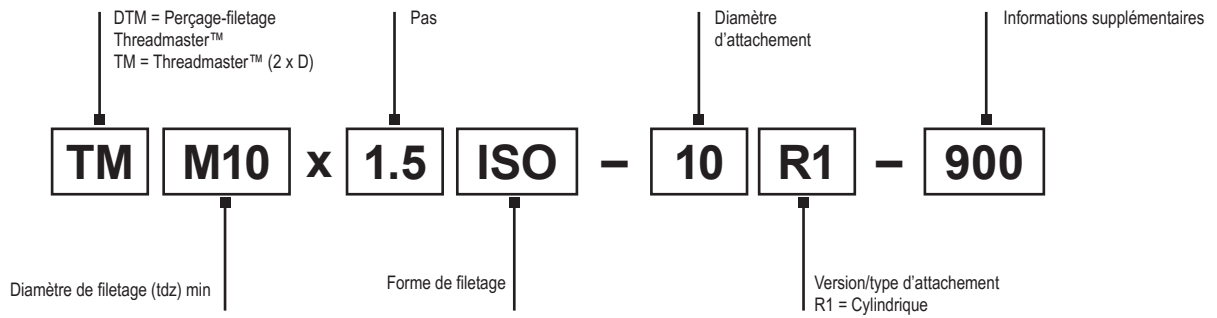 DTM = Perçage-filetage
Threadmaster™
TM = Threadmaster™ (2 x D)
Pas
Diamètre
d’attachement
Informations supplémentaires
TM M10 x 1.5 ISO – 10 R1 – 900
Diamètre de filetage (tdz) min
Forme de filetage
Version/type d’attachement
R1 = Cylindrique